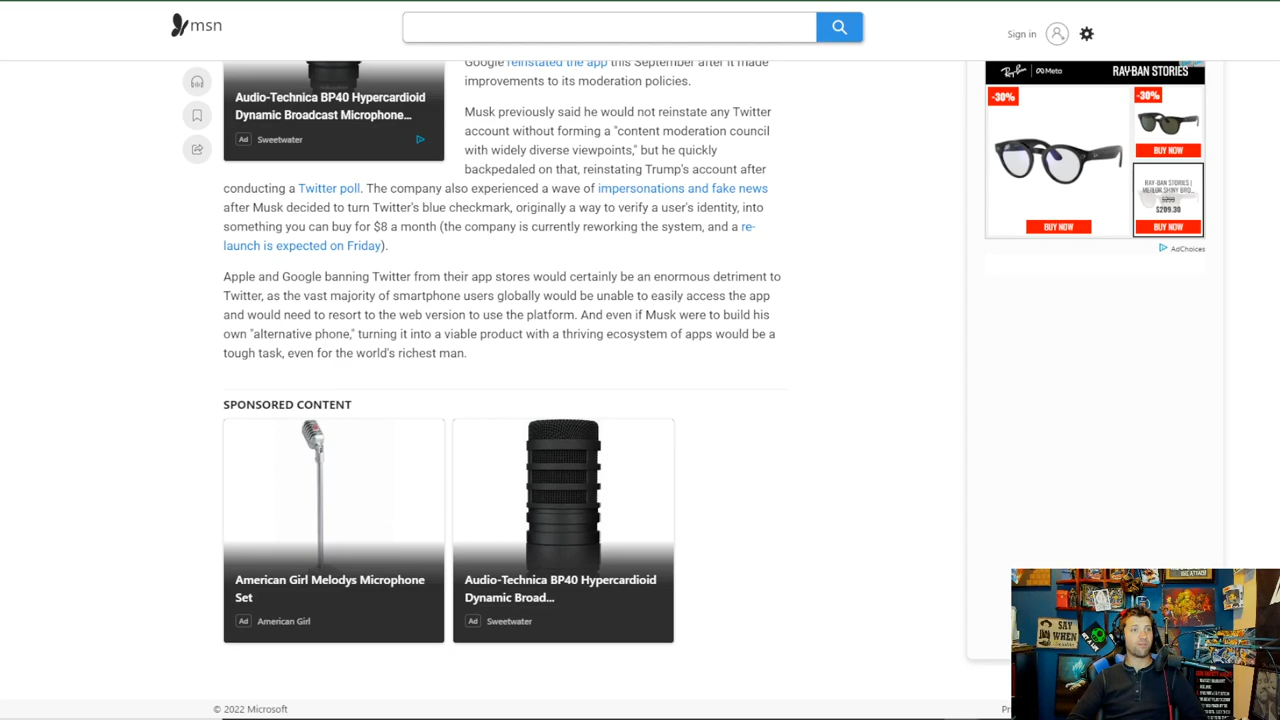 msn
Sign in
Google reinstated the app this September after it made
improvements to its moderation policies.
Audio-Technica BP40 Hypercardioid
Dynamic Broadcast Microphone...
Ad Sweetwater
Musk previously said he would not reinstate any Twitter
account without forming a "content moderation council
with widely diverse viewpoints," but he quickly
backpedaled on that, reinstating Trump's account after
conducting a Twitter poll. The company also experienced a wave of impersonations and fake news
after Musk decided to turn Twitter's blue checkmark, originally a way to verify a user's identity, into
something you can buy for $8 a month (the company is currently reworking the system, and a re-
launch is expected on Friday).
Apple and Google banning Twitter from their app stores would certainly be an enormous detriment to
Twitter, as the vast majority of smartphone users globally would be unable to easily access the app
and would need to resort to the web version to use the platform. And even if Musk were to build his
own "alternative phone," turning it into a viable product with a thriving ecosystem of apps would be a
tough task, even for the world's richest man.
SPONSORED CONTENT
American Girl Melodys Microphone
Set
Ad American Girl
Audio-Technica BP40 Hypercardioid
Dynamic Broad...
Ad Sweetwater
Ray-Ban Meta RAY-BAN STORIES
-30%
-30%
BUY NOW
RAY-BAN STORIES |
$299
$209.30
BUY NOW
BUY NOW
AdChoices
SAY
WHEN
© 2022 Microsoft